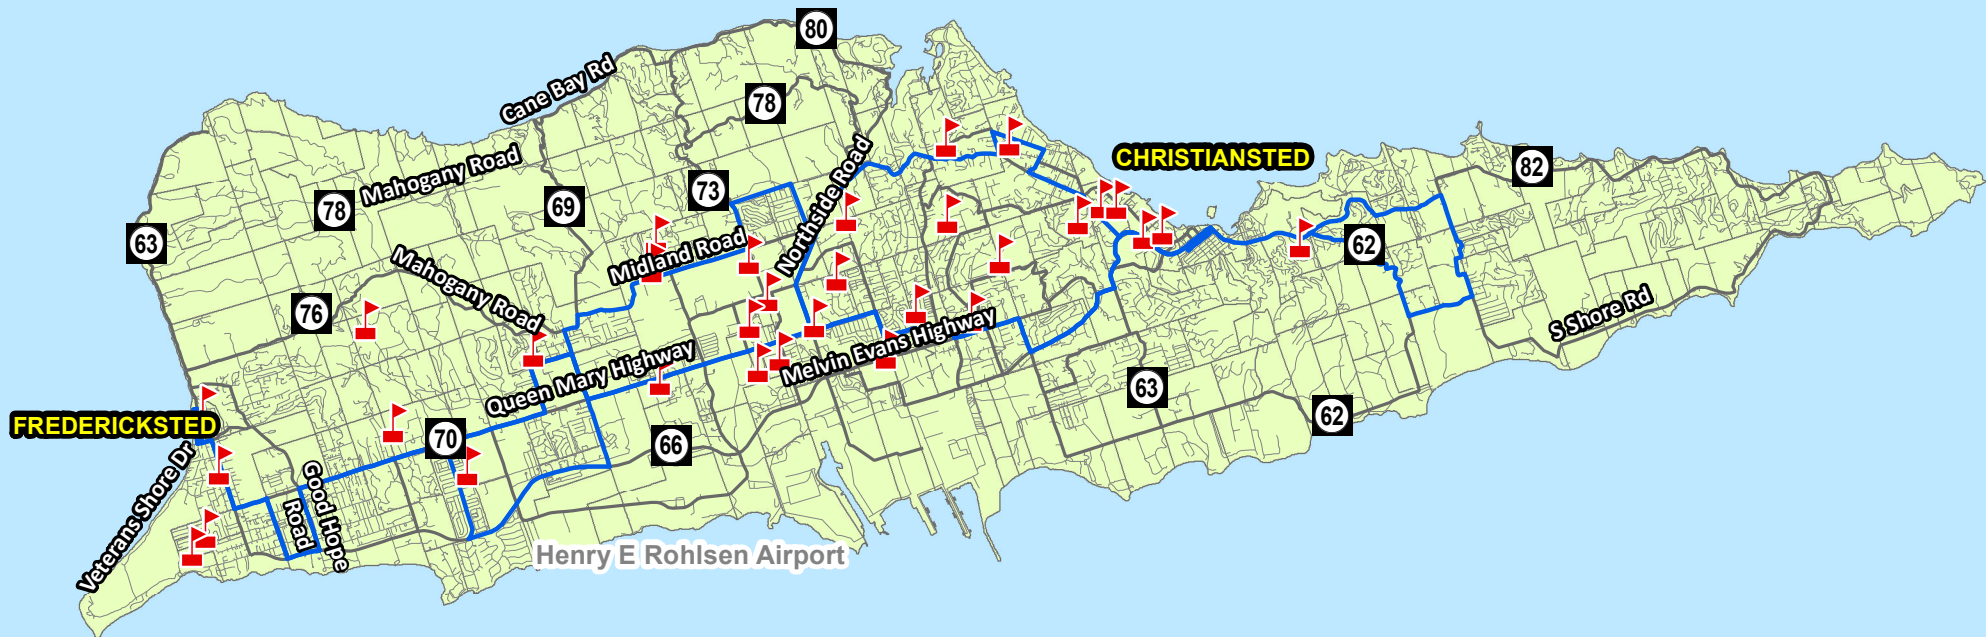 80
Cane Bay Rd
78
Northside Road
CHRISTIANSTED
82
Mahogany Road
73
78
69
63
Midland Road
62
Mahogany Road
76
S Shore Rd
Melvin Evans Highway
Queen Mary Highway
63
62
FREDERICKSTED
70
66
Veterans Shore Dr
Good Hope
Road
Henry E Rohlsen Airport